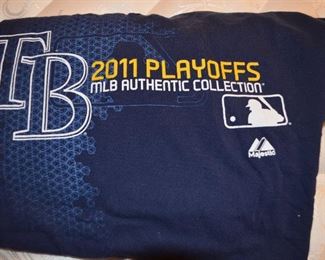 TB
2011 PLAYOFFS
MLB AUTHENTIC COLLECTION
Majestic